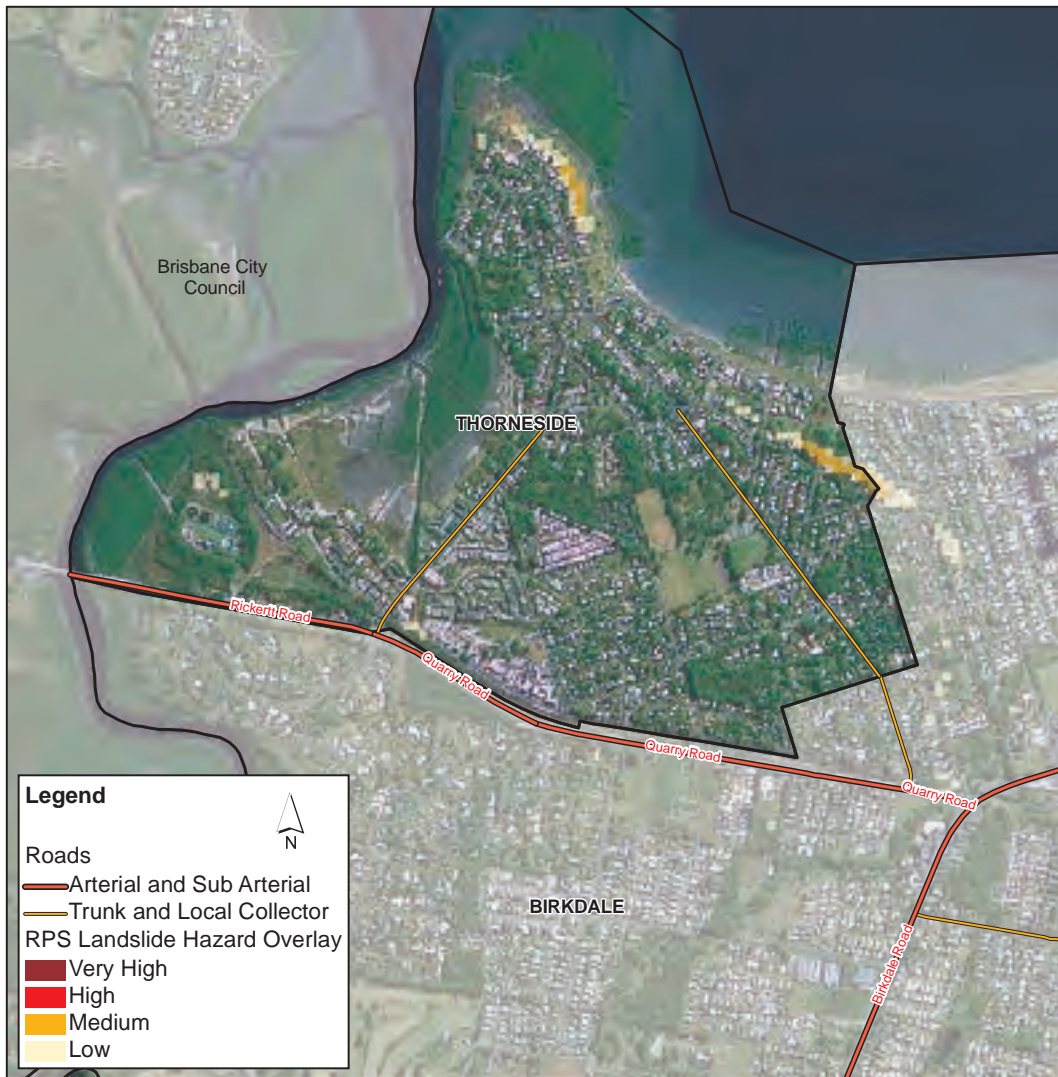 Brisbane City
Council
THORNESIDE
Rickertt Road
Quarry Road
Quarry Road
Quarry Road
BIRKDALE
Birkdale Road
Legend
N
Roads
Arterial and Sub Arterial
Trunk and Local Collector
RPS Landslide Hazard Overlay
Very High
High
Medium
Low